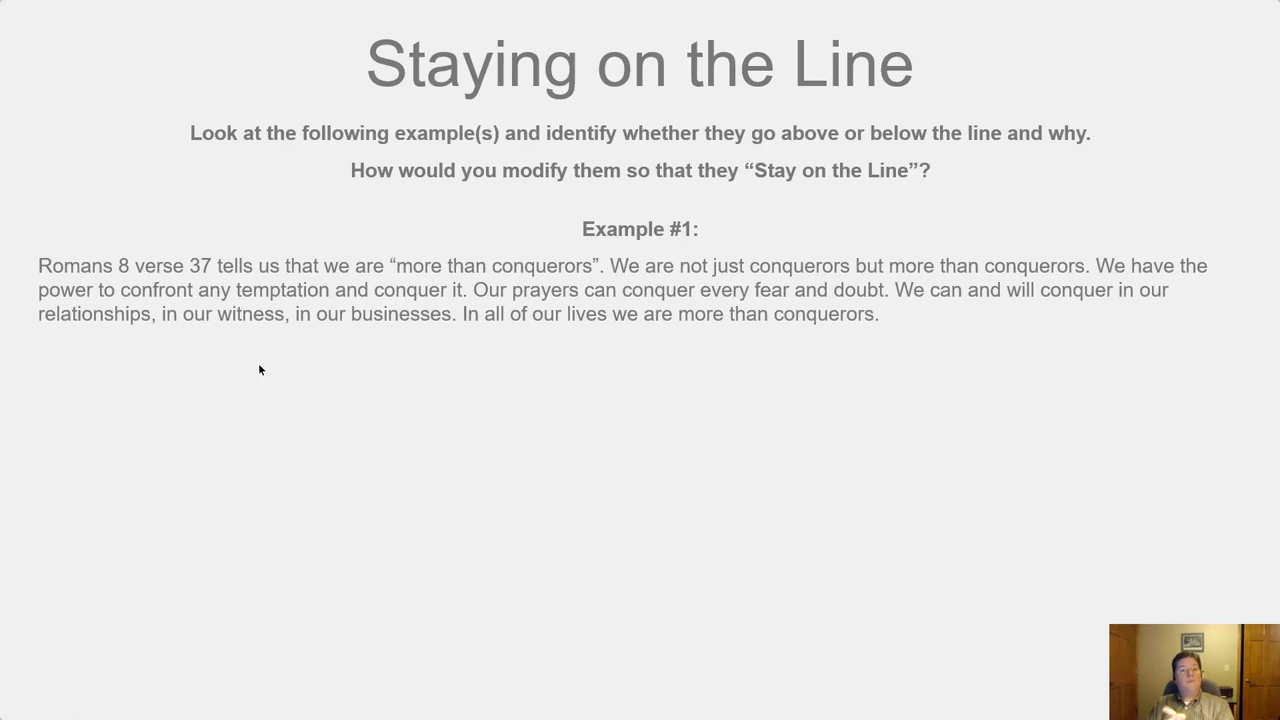 Staying on the Line
Look at the following example(s) and identify whether they go above or below the line and why.
How would you modify them so that they “Stay on the Line”?
Example #1:
Romans 8 verse 37 tells us that we are “more than conquerors”. We are not just conquerors but more than conquerors. We have the
power to confront any temptation and conquer it. Our prayers can conquer every fear and doubt. We can and will conquer in our
relationships, in our witness, in our businesses. In all of our lives we are more than conquerors.